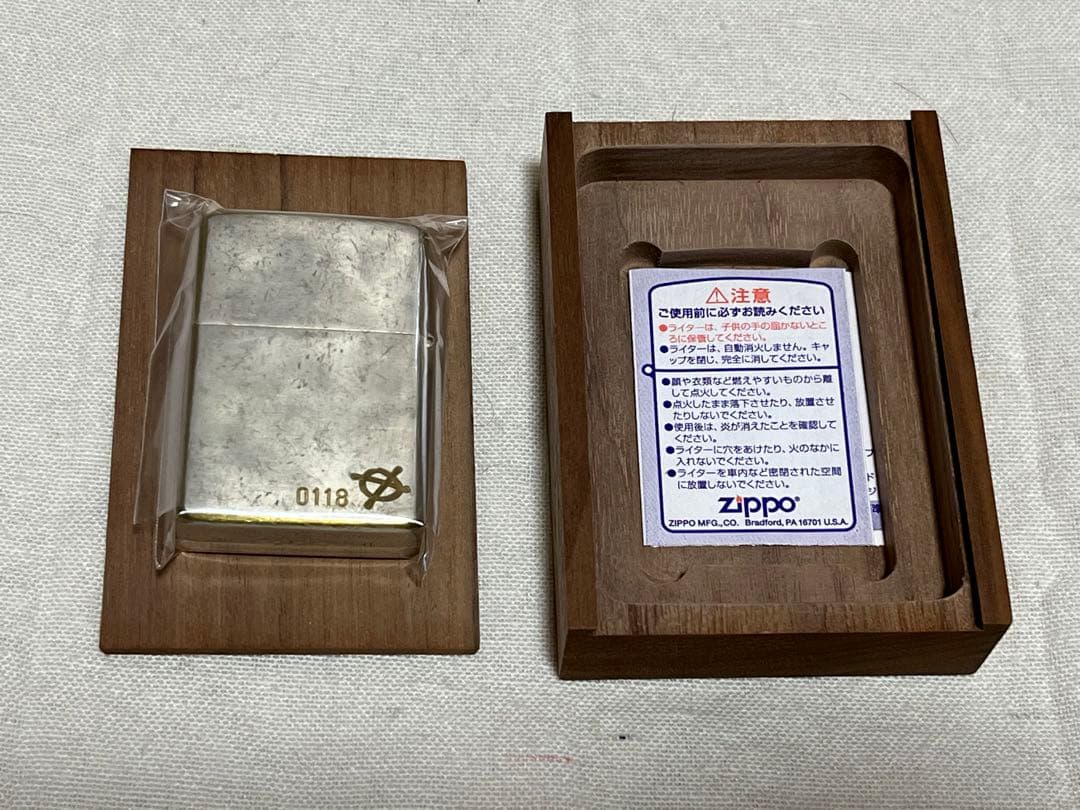 0118
⚠注意
ご使用前に必ずお読みください
●ライターは、子供の手の届かないとこ
ろに保管してください。
●ライターは、自動消火しません。キャ
ップを閉じ、完全に消してください。
●顔や衣類など燃えやすいものから離
して点火してください。
●点火したまま落下させたり、放置させ
たりしないでください。
●使用後は、炎が消えたことを確認して
ください。
●ライターに穴をあけたり、火のなかに
入れないでください。
●ライターを車内など密閉された空間
に放置しないでください。
Zippo®
ZIPPO MFG.,CO. Bradford, PA 16701 U.S.A.
フ
ド
ジ